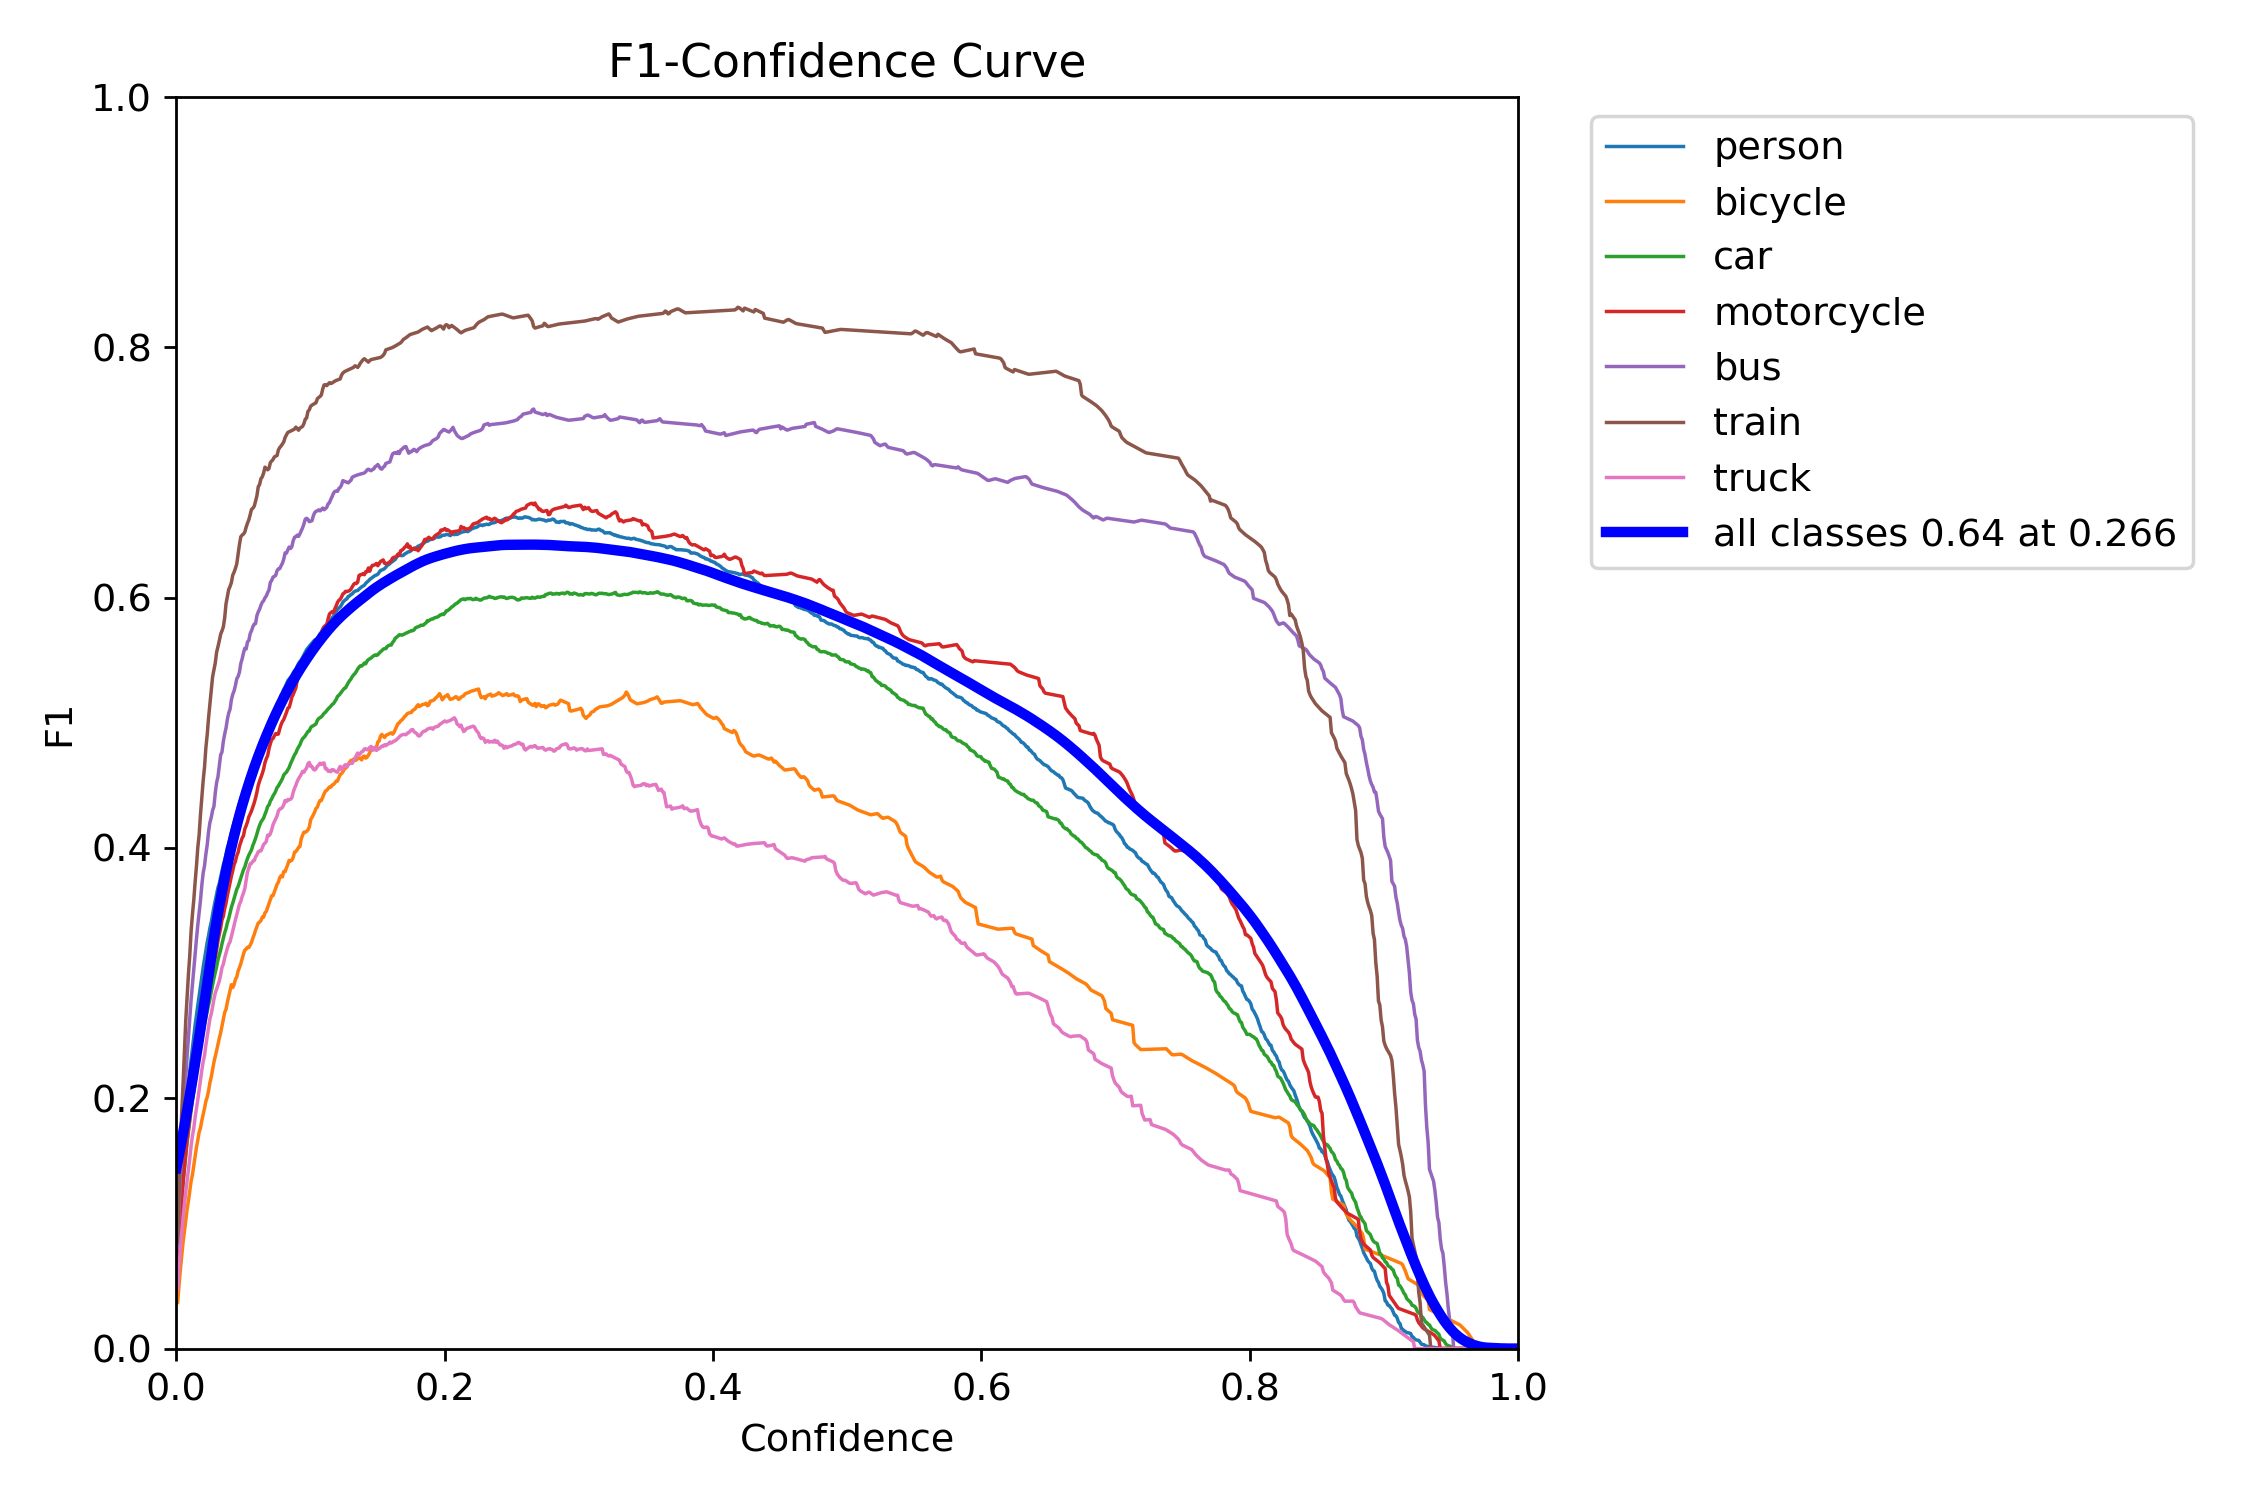 F1-Confidence Curve
1.0
0.8
0.6
0.4
0.2
0.0
F1
0.0 0.2 0.4 0.6 0.8 1.0
Confidence
person
bicycle
car
motorcycle
bus
train
truck
all classes 0.64 at 0.266